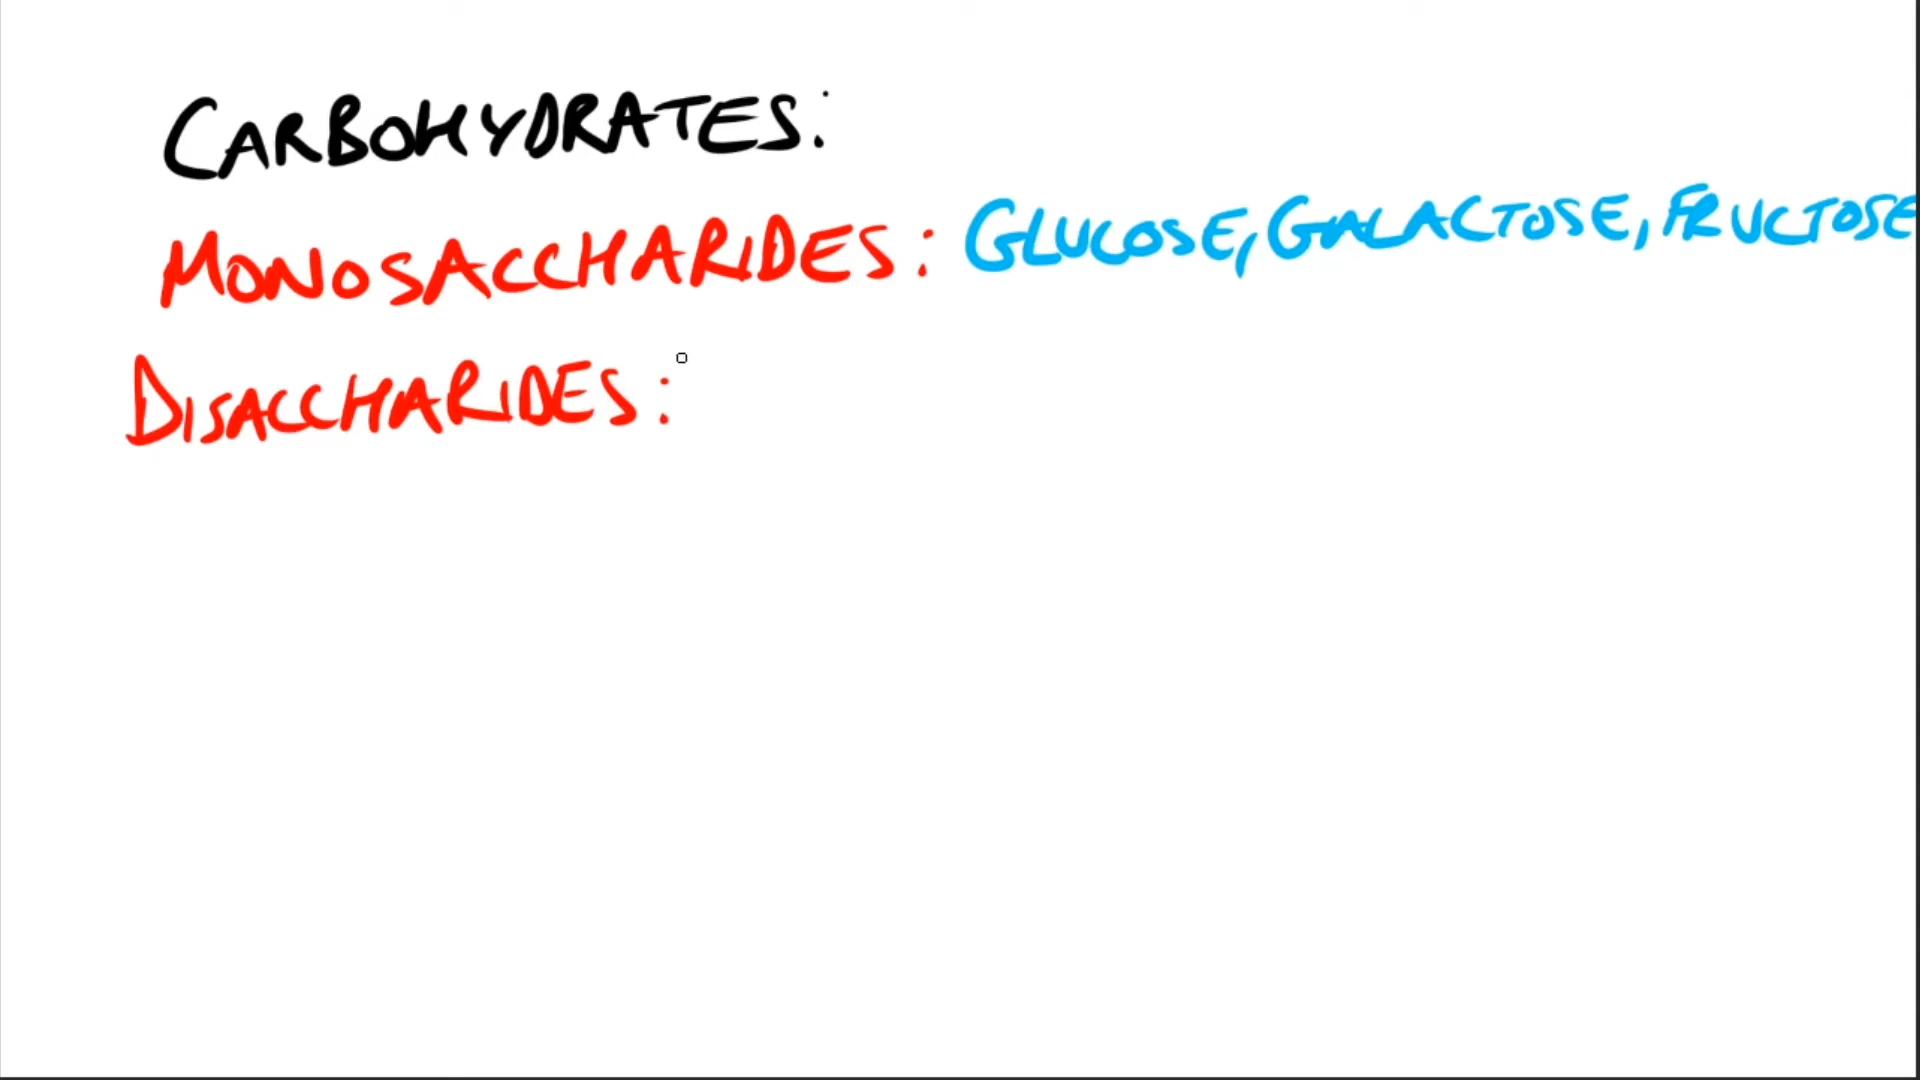 CARBOHYDRATES:
MONOSACCHARIDES: GLUCOSE, GALACTOSE, FRUCTOSE
DISACCHARIDES: